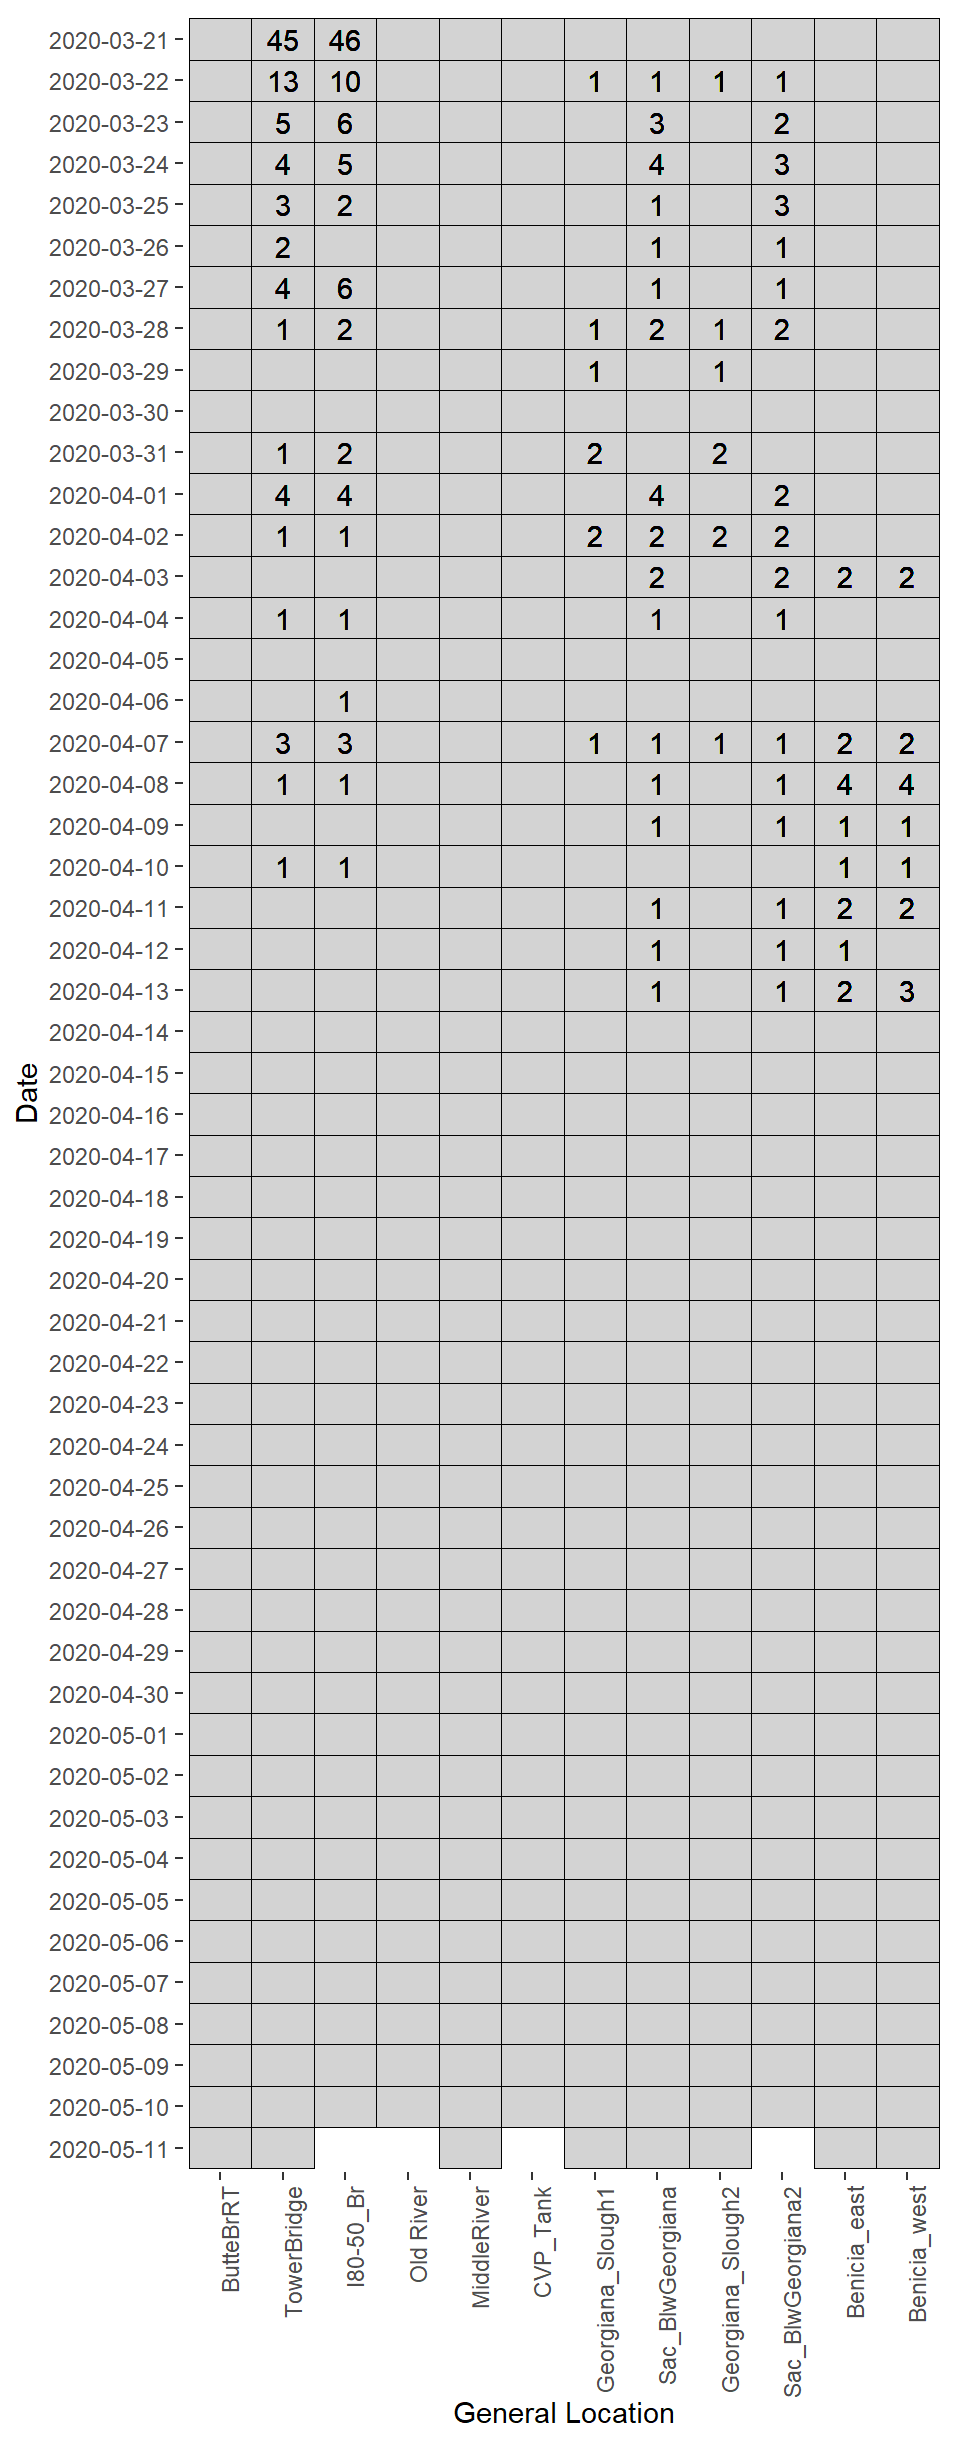 2020-03-21 45 46
2020-03-22 13 10 1 1 1 1
2020-03-23 5 6 3 2
2020-03-24 4 5 4 3
2020-03-25 3 2 1 3
2020-03-26 2 1 1
2020-03-27 4 6 1 1
2020-03-28 1 2 1 2 1 2
2020-03-29 1 1
2020-03-30
2020-03-31 1 2 2 2
2020-04-01 4 4 4 2
2020-04-02 1 1 2 2 2 2
2020-04-03 2 2 2 2
2020-04-04 1 1 1 1
2020-04-05
2020-04-06 1
2020-04-07 3 3 1 1 1 1 2 2
2020-04-08 1 1 1 1 4 4
2020-04-09 1 1 1 1
2020-04-10 1 1 1 1
2020-04-11 1 1 2 2
2020-04-12 1 1 1
2020-04-13 1 1 2 3
2020-04-14
2020-04-15
2020-04-16
2020-04-17
2020-04-18
2020-04-19
2020-04-20
2020-04-21
2020-04-22
2020-04-23
2020-04-24
2020-04-25
2020-04-26
2020-04-27
2020-04-28
2020-04-29
2020-04-30
2020-05-01
2020-05-02
2020-05-03
2020-05-04
2020-05-05
2020-05-06
2020-05-07
2020-05-08
2020-05-09
2020-05-10
2020-05-11
Date
ButteBrRT
TowerBridge
I80-50_Br
Old River
MiddleRiver
CVP_Tank
Georgiana_Slough1
Sac_BlwGeorgiana
Georgiana_Slough2
Sac_BlwGeorgiana2
Benicia_east
Benicia_west
General Location